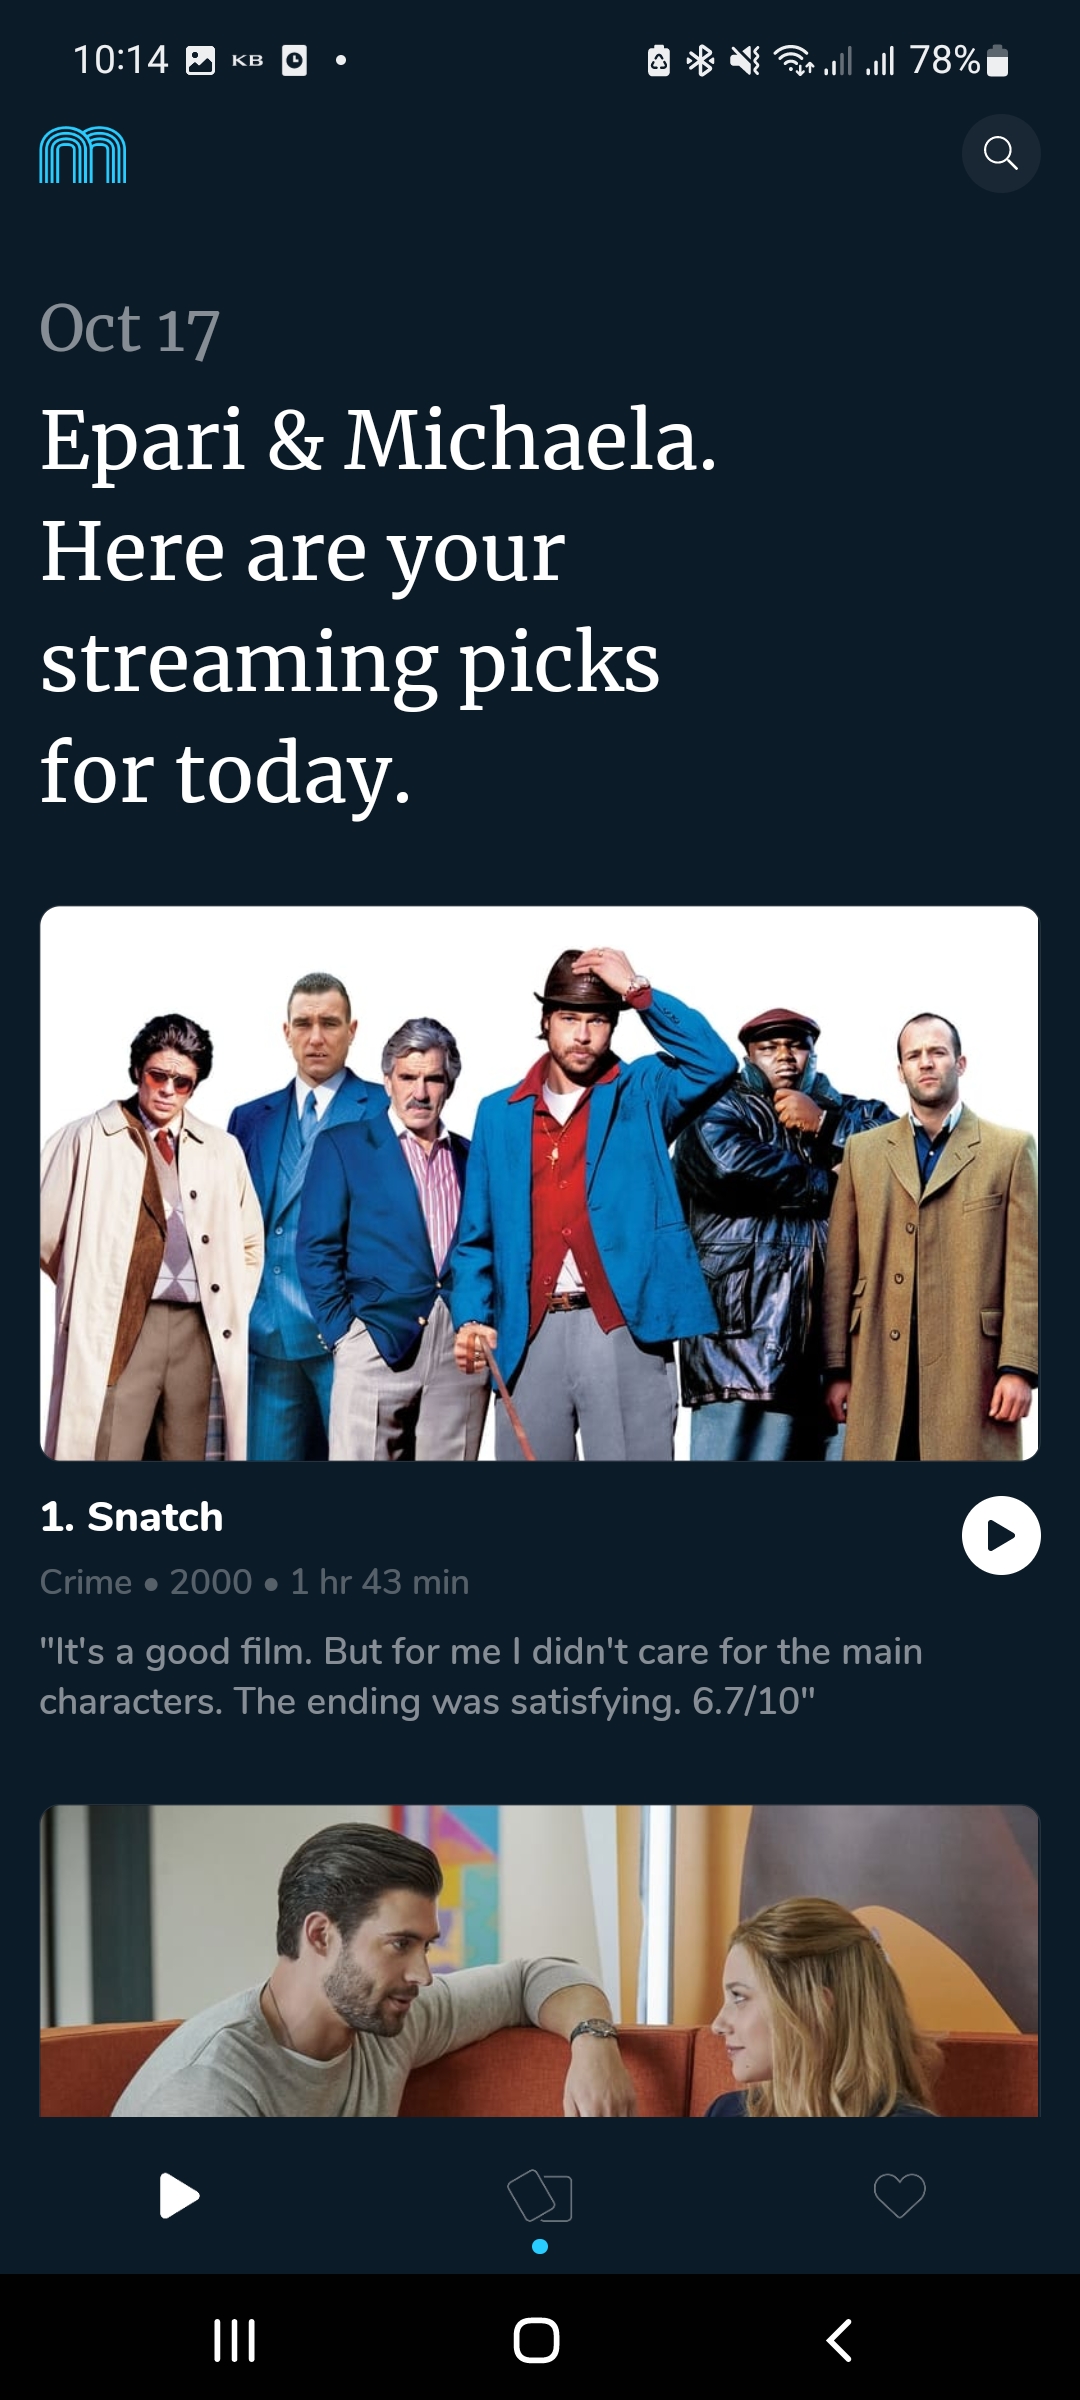 10:14 KB 78%
Oct 17
Epari & Michaela.
Here are your
streaming picks
for today.
1. Snatch
Crime • 2000 • 1 hr 43 min
"It's a good film. But for me I didn't care for the main
characters. The ending was satisfying. 6.7/10"